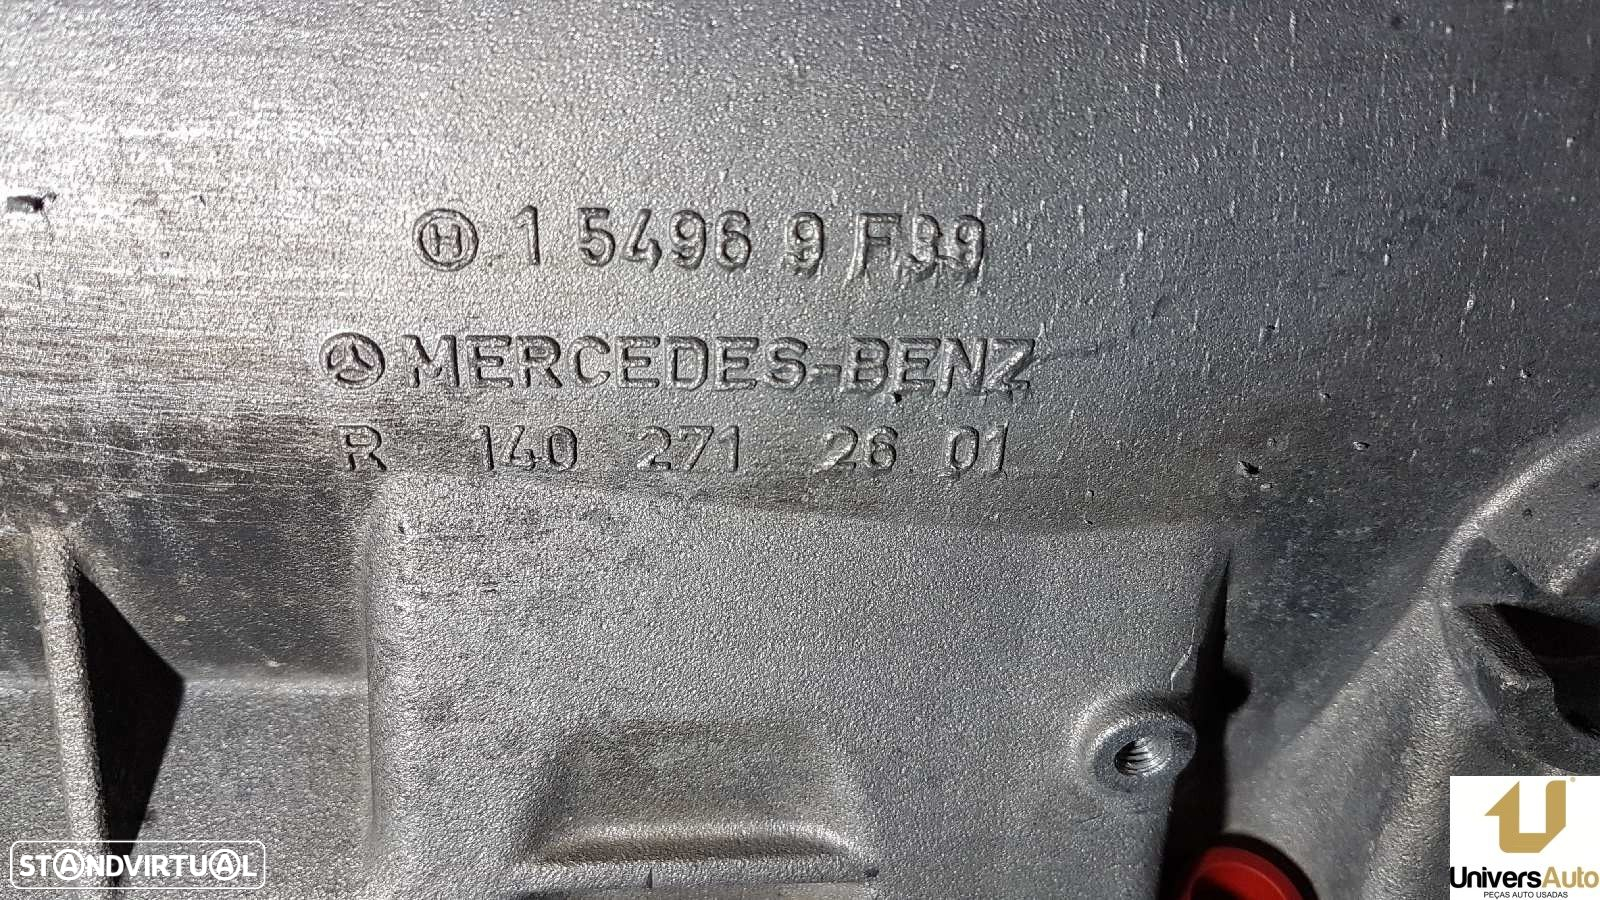 H 1 5496 9 F99
MERCEDES-BENZ
R 140 271 26 01
STANDVIRTUAL
UniversAuto
PEÇAS AUTO USADAS